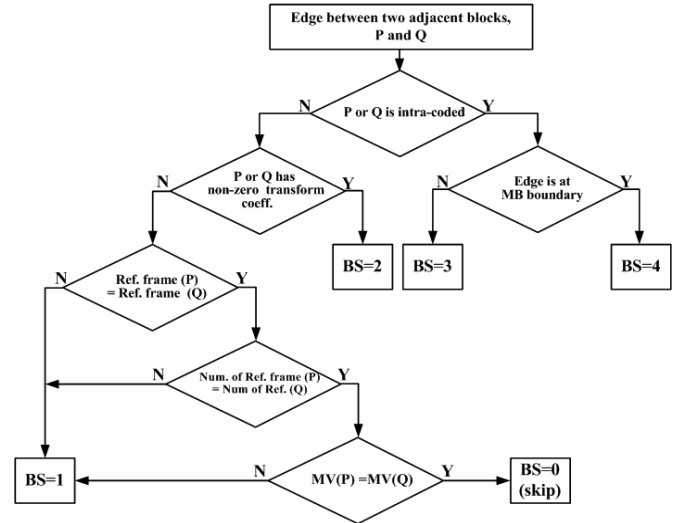 Edge between two adjacent blocks,
P and Q
N
P or Q is intra-coded
Y
N
P or Q has
non-zero transform
coeff.
Y
N
Edge is at
MB boundary
Y
BS=2
BS=3
BS=4
N
Ref. frame (P)
= Ref. frame (Q)
Y
N
Num. of Ref. frame (P)
= Num of Ref. (Q)
Y
BS=1
N
MV(P) =MV(Q)
Y
BS=0
(skip)